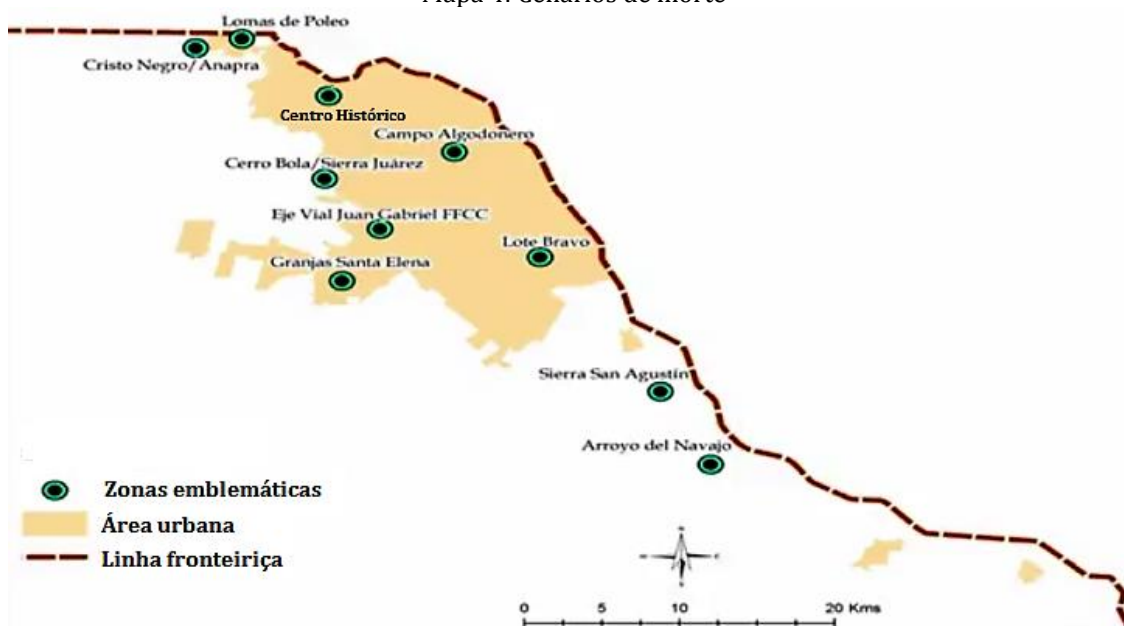 Lomas de Poleo
Cristo Negro/Anapra
Centro Histórico
Campo Algodonero
Cerro Bola/Sierra Juárez
Eje Vial Juan Gabriel FFCC
Lote Bravo
Granjas Santa Elena
Sierra San Agustín
Arroyo del Navajo
Zonas emblemáticas
Área urbana
Linha fronteiriça
0 5 10 20 Kms